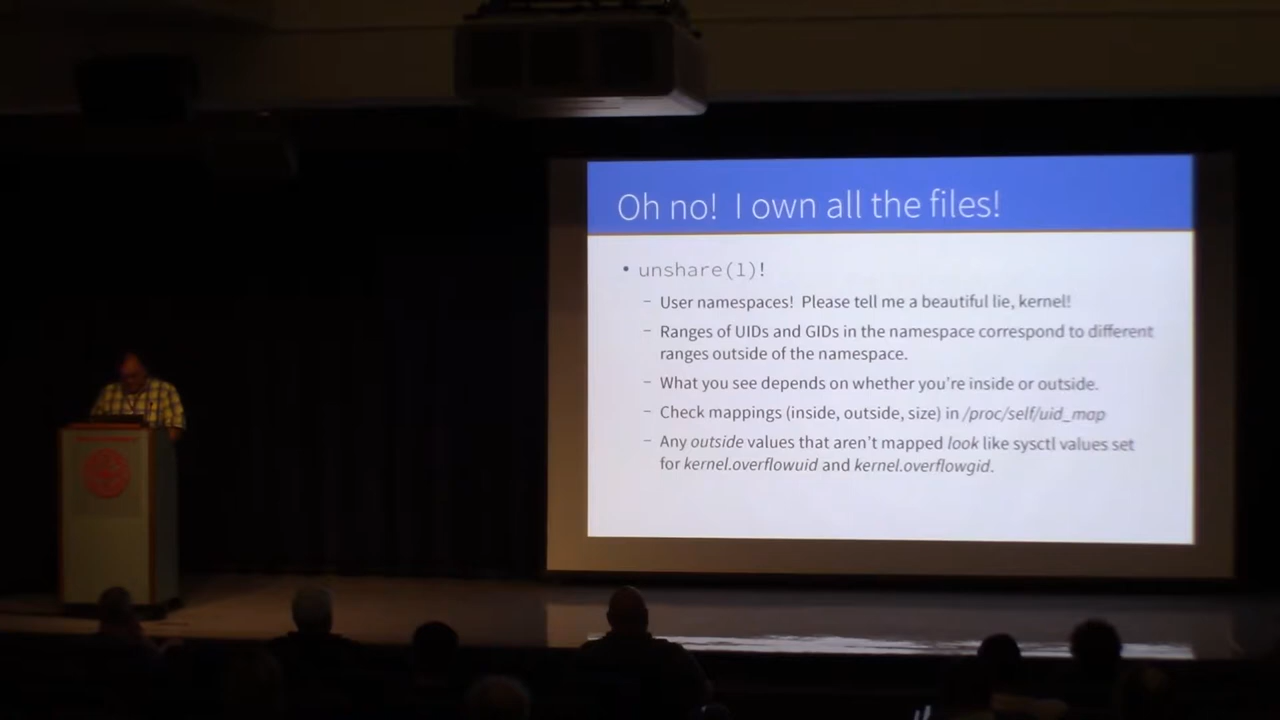 Oh no! I own all the files!
• unshare(1)!
– User namespaces! Please tell me a beautiful lie, kernel!
– Ranges of UIDs and GIDs in the namespace correspond to different
ranges outside of the namespace.
– What you see depends on whether you're inside or outside.
– Check mappings (inside, outside, size) in /proc/self/uid_map
– Any outside values that aren't mapped look like sysctl values set
for kernel.overflowuid and kernel.overflowgid.